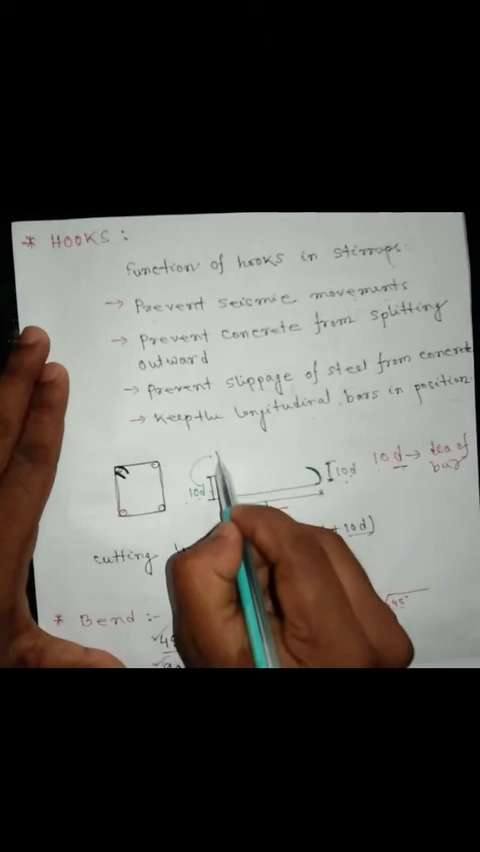 * HOOKS :
Function of hooks in stirrups:
→ Prevent seismic movements
→ Prevent concrete from splitting
outward
→ Prevent slippage of steel from concrete
→ Keep the longitudinal bars in position.
10d → dea of
bar
10d
10d
cutting
+ 10d)
* Bend :-
45°